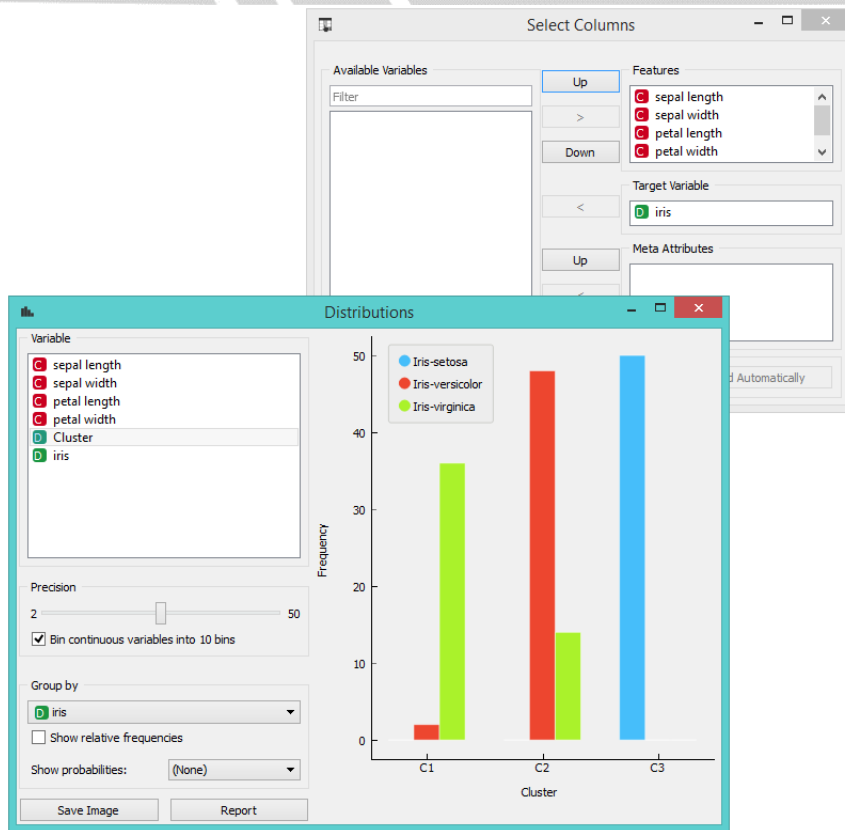 Select Columns
Available Variables
Filter
Up
>
Down
<
Up
Features
C sepal length
C sepal width
C petal length
C petal width
Target Variable
D iris
Meta Attributes
Automatically
Distributions
Variable
C sepal length
C sepal width
C petal length
C petal width
D Cluster
D iris
Precision
2
50
Bin continuous variables into 10 bins
Group by
D iris
Show relative frequencies
Show probabilities:
(None)
Save Image
Report
Iris-setosa
Iris-versicolor
Iris-virginica
Frequency
50
40
30
20
10
0
C1
C2
C3
Cluster